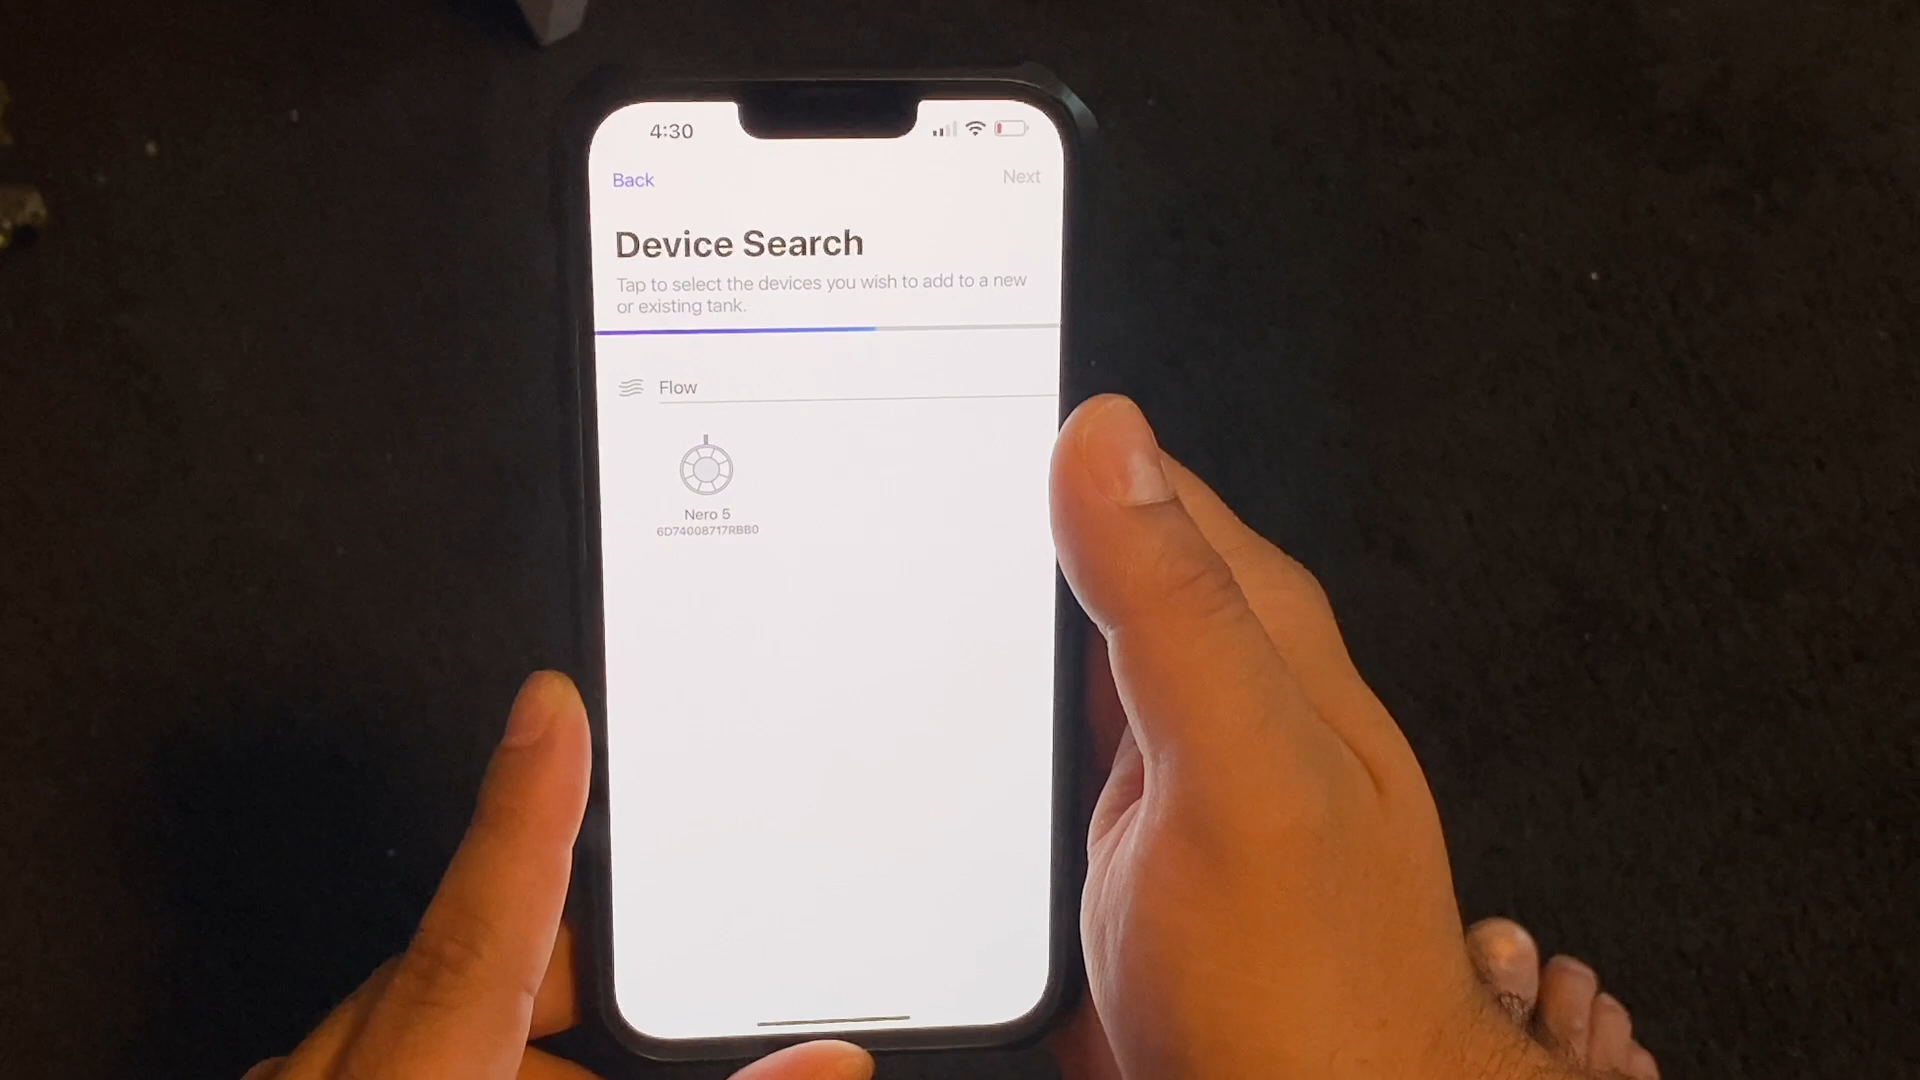 4:30
Back
Next
Device Search
Tap to select the devices you wish to add to a new
or existing tank.
Flow
Nero 5
6D74008717RBB0